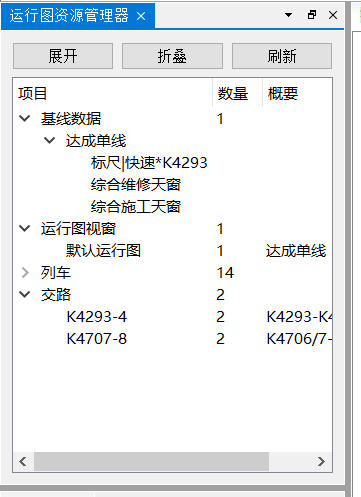 运行图资源管理器
展开 折叠 刷新
项目 数量 概要
基线数据 1
达成单线
标尺|快速*K4293
综合维修天窗
综合施工天窗
运行图视窗 1
默认运行图 1 达成单线
列车 14
交路 2
K4293-4 2 K4293-K4
K4707-8 2 K4706/7-